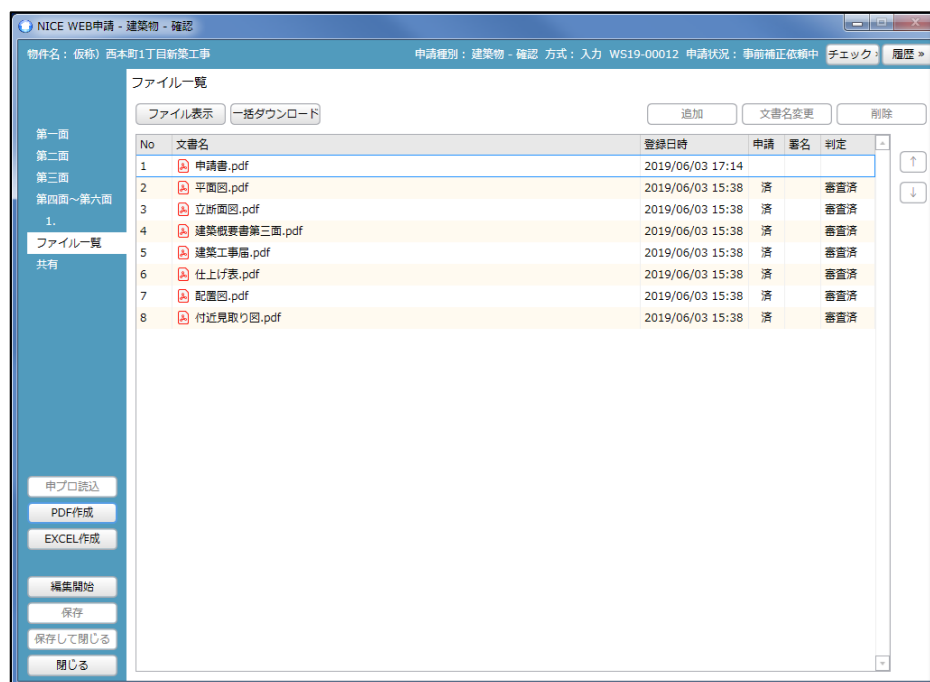 NICE WEB申請 - 建築物 - 確認
物件名： 仮称）西本町1丁目新築工事 申請種別： 建築物 - 確認 方式： 入力 WS19-00012 申請状況： 事前補正依頼中 チェック » 履歴 »
ファイル一覧
ファイル表示 一括ダウンロード 追加 文書名変更 削除
第一面
第二面
第三面
第四面～第六面
1.
ファイル一覧
共有
No 文書名 登録日時 申請 署名 判定
1 申請書.pdf 2019/06/03 17:14
2 平面図.pdf 2019/06/03 15:38 済 審査済
3 立断面図.pdf 2019/06/03 15:38 済 審査済
4 建築概要書第三面.pdf 2019/06/03 15:38 済 審査済
5 建築工事届.pdf 2019/06/03 15:38 済 審査済
6 仕上げ表.pdf 2019/06/03 15:38 済 審査済
7 配置図.pdf 2019/06/03 15:38 済 審査済
8 付近見取り図.pdf 2019/06/03 15:38 済 審査済
↑
↓
申プロ読込
PDF作成
EXCEL作成
編集開始
保存
保存して閉じる
閉じる